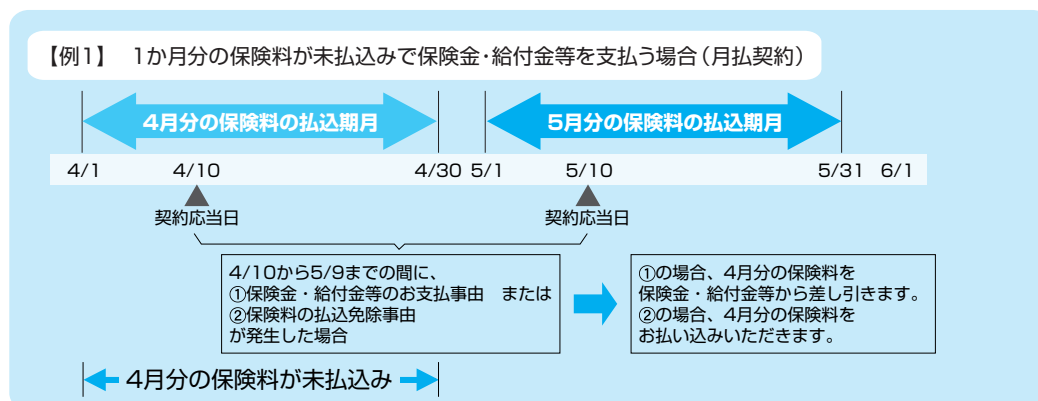 【例1】 1か月分の保険料が未払込みで保険金・給付金等を支払う場合（月払契約）
4月分の保険料の払込期月 5月分の保険料の払込期月
4/1 4/10 4/30 5/1 5/10 5/31 6/1
契約応当日 契約応当日
4/10から5/9までの間に、
①保険金・給付金等のお支払事由 または
②保険料の払込免除事由
が発生した場合
①の場合、4月分の保険料を
保険金・給付金等から差し引きます。
②の場合、4月分の保険料を
お払い込みいただきます。
4月分の保険料が未払込み